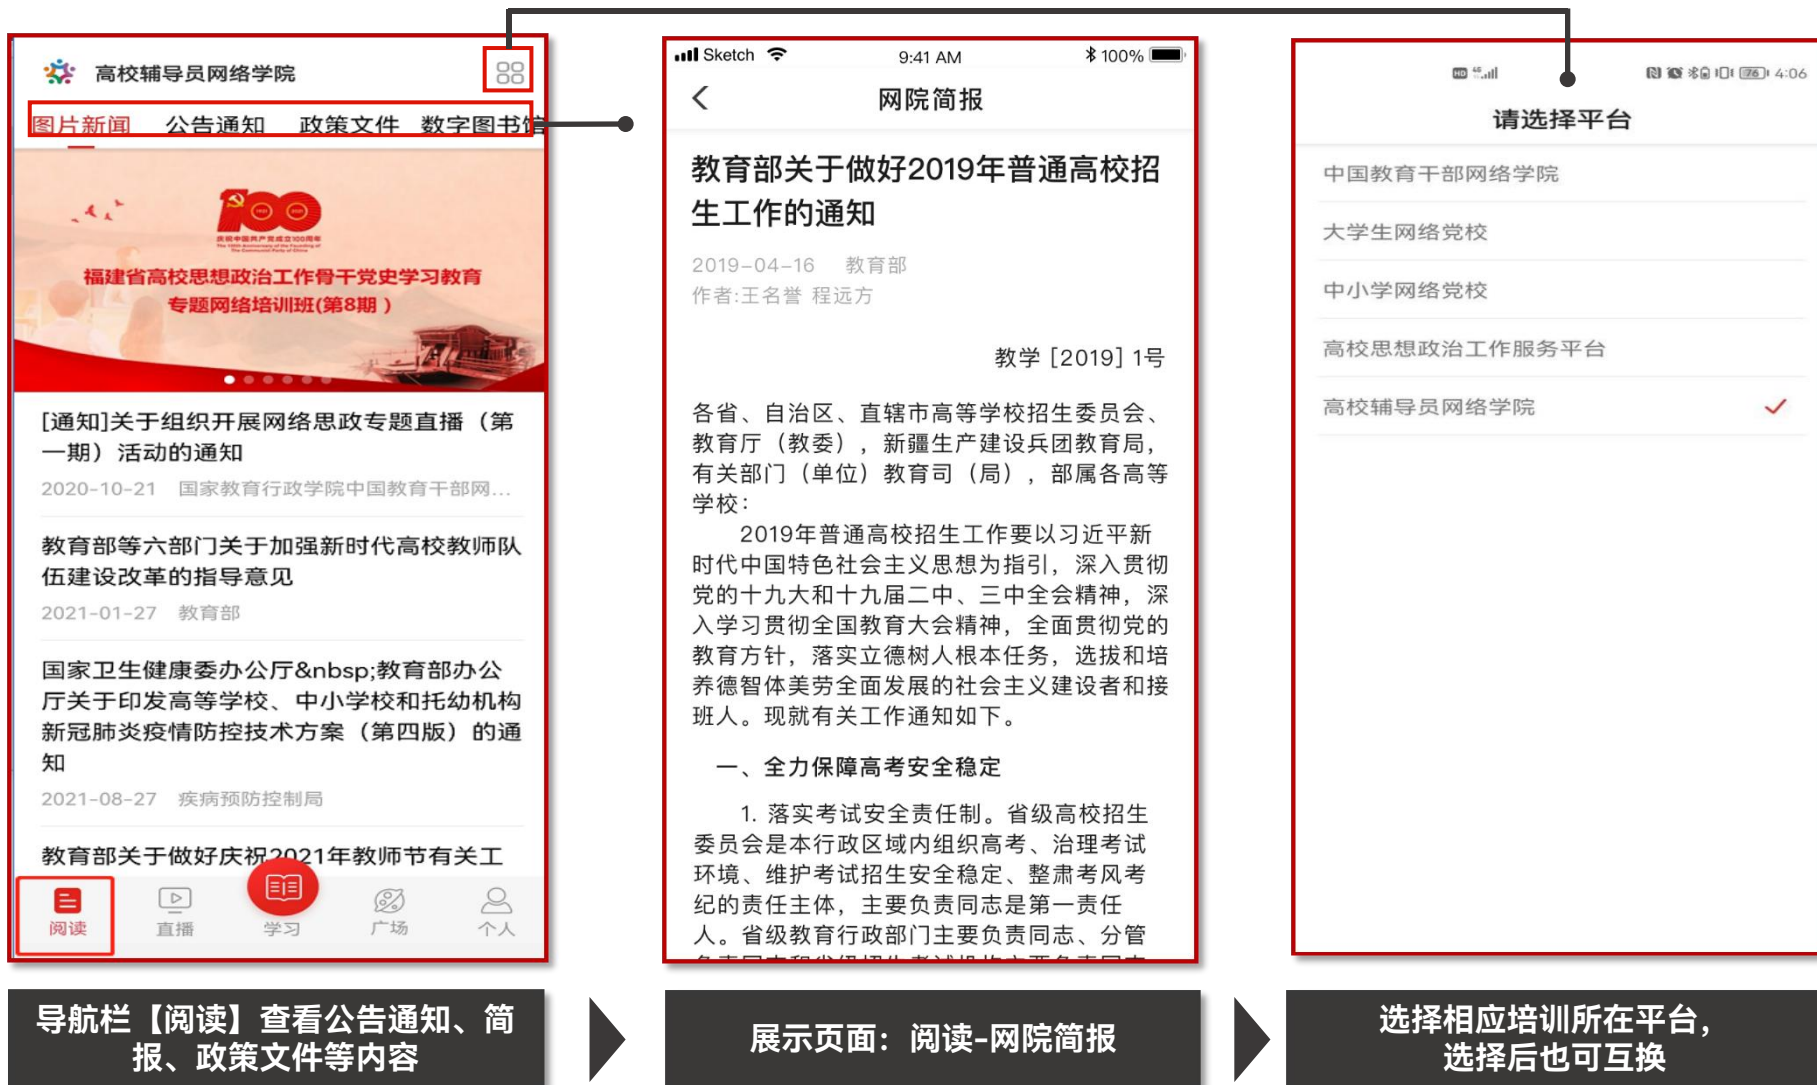 高校辅导员网络学院
图片新闻 公告通知 政策文件 数字图书馆
100
庆祝中国共产党成立100周年
The 100th Anniversary of the Founding of
The Communist Party of China
福建省高校思想政治工作骨干党史学习教育
专题网络培训班(第8期）
[通知]关于组织开展网络思政专题直播（第
一期）活动的通知
2020-10-21 国家教育行政学院中国教育干部网...
教育部等六部门关于加强新时代高校教师队
伍建设改革的指导意见
2021-01-27 教育部
国家卫生健康委办公厅&nbsp;教育部办公
厅关于印发高等学校、中小学校和托幼机构
新冠肺炎疫情防控技术方案（第四版）的通
知
2021-08-27 疾病预防控制局
教育部关于做好庆祝2021年教师节有关工
阅读 直播 学习 广场 个人
导航栏【阅读】查看公告通知、简
报、政策文件等内容
Sketch 9:41 AM 100%
网院简报
教育部关于做好2019年普通高校招
生工作的通知
2019-04-16 教育部
作者:王名誉 程远方
教学［2019］1号
各省、自治区、直辖市高等学校招生委员会、
教育厅（教委），新疆生产建设兵团教育局，
有关部门（单位）教育司（局），部属各高等
学校：
2019年普通高校招生工作要以习近平新
时代中国特色社会主义思想为指引，深入贯彻
党的十九大和十九届二中、三中全会精神，深
入学习贯彻全国教育大会精神，全面贯彻党的
教育方针，落实立德树人根本任务，选拔和培
养德智体美劳全面发展的社会主义建设者和接
班人。现就有关工作通知如下。
一、全力保障高考安全稳定
1. 落实考试安全责任制。省级高校招生
委员会是本行政区域内组织高考、治理考试
环境、维护考试招生安全稳定、整肃考风考
纪的责任主体，主要负责同志是第一责任
人。省级教育行政部门主要负责同志、分管
展示页面：阅读-网院简报
HD 4G 76 4:06
请选择平台
中国教育干部网络学院
大学生网络党校
中小学网络党校
高校思想政治工作服务平台
高校辅导员网络学院
选择相应培训所在平台，
选择后也可互换